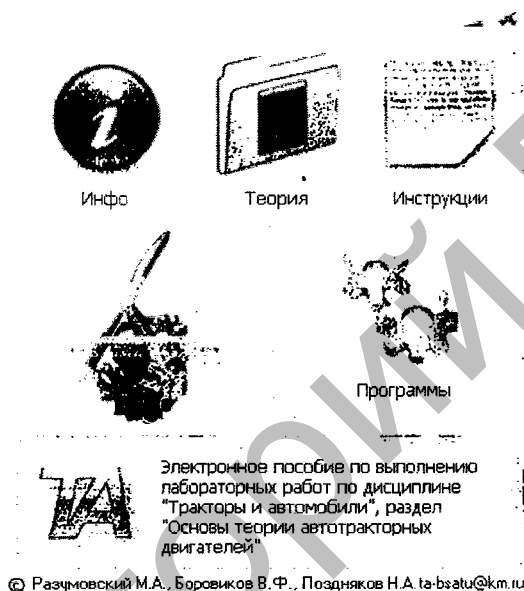 Инфо
Теория
Инструкции
Программы
ТА
Электронное пособие по выполнению
лабораторных работ по дисциплине
"Тракторы и автомобили", раздел
"Основы теории автотракторных
двигателей"
© Разумовский М.А., Боровиков В.Ф., Поздняков Н.А. ta-bsatu@km.ru